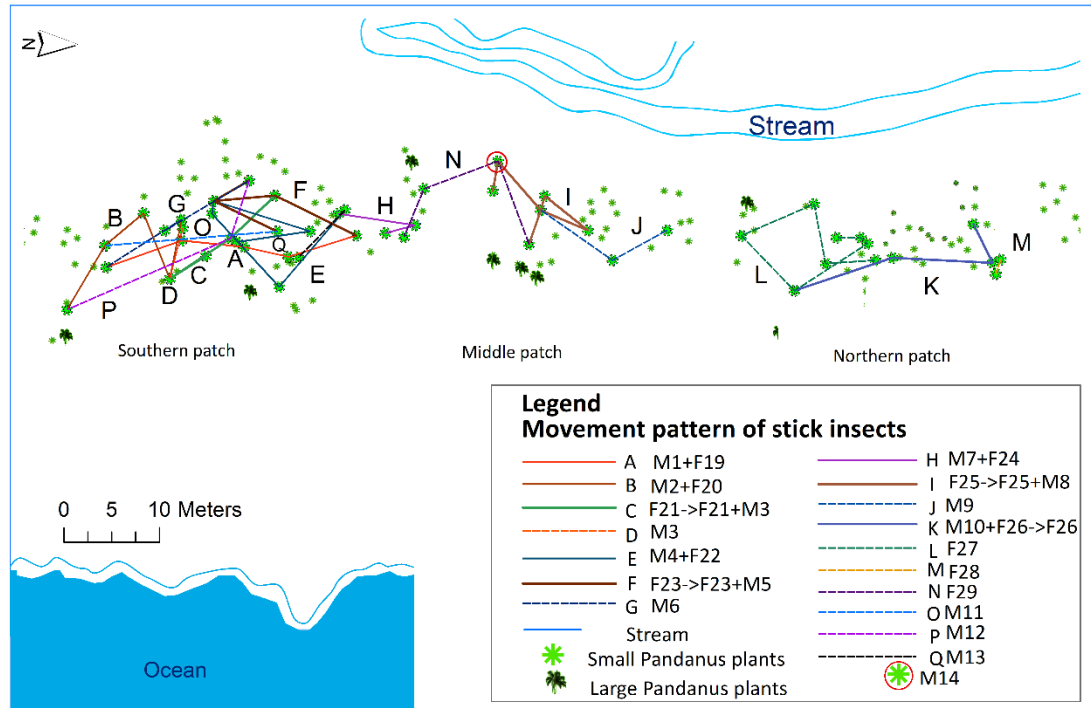 N
Stream
N
B
G
F
H
I
J
O
A
Q
C
E
D
P
L
K
M
Southern patch
Middle patch
Northern patch
0 5 10 Meters
Ocean
Legend
Movement pattern of stick insects
A M1+F19
B M2+F20
C F21->F21+M3
D M3
E M4+F22
F F23->F23+M5
G M6
Stream
Small Pandanus plants
Large Pandanus plants
H M7+F24
I F25->F25+M8
J M9
K M10+F26->F26
L F27
M F28
N F29
O M11
P M12
Q M13
M14